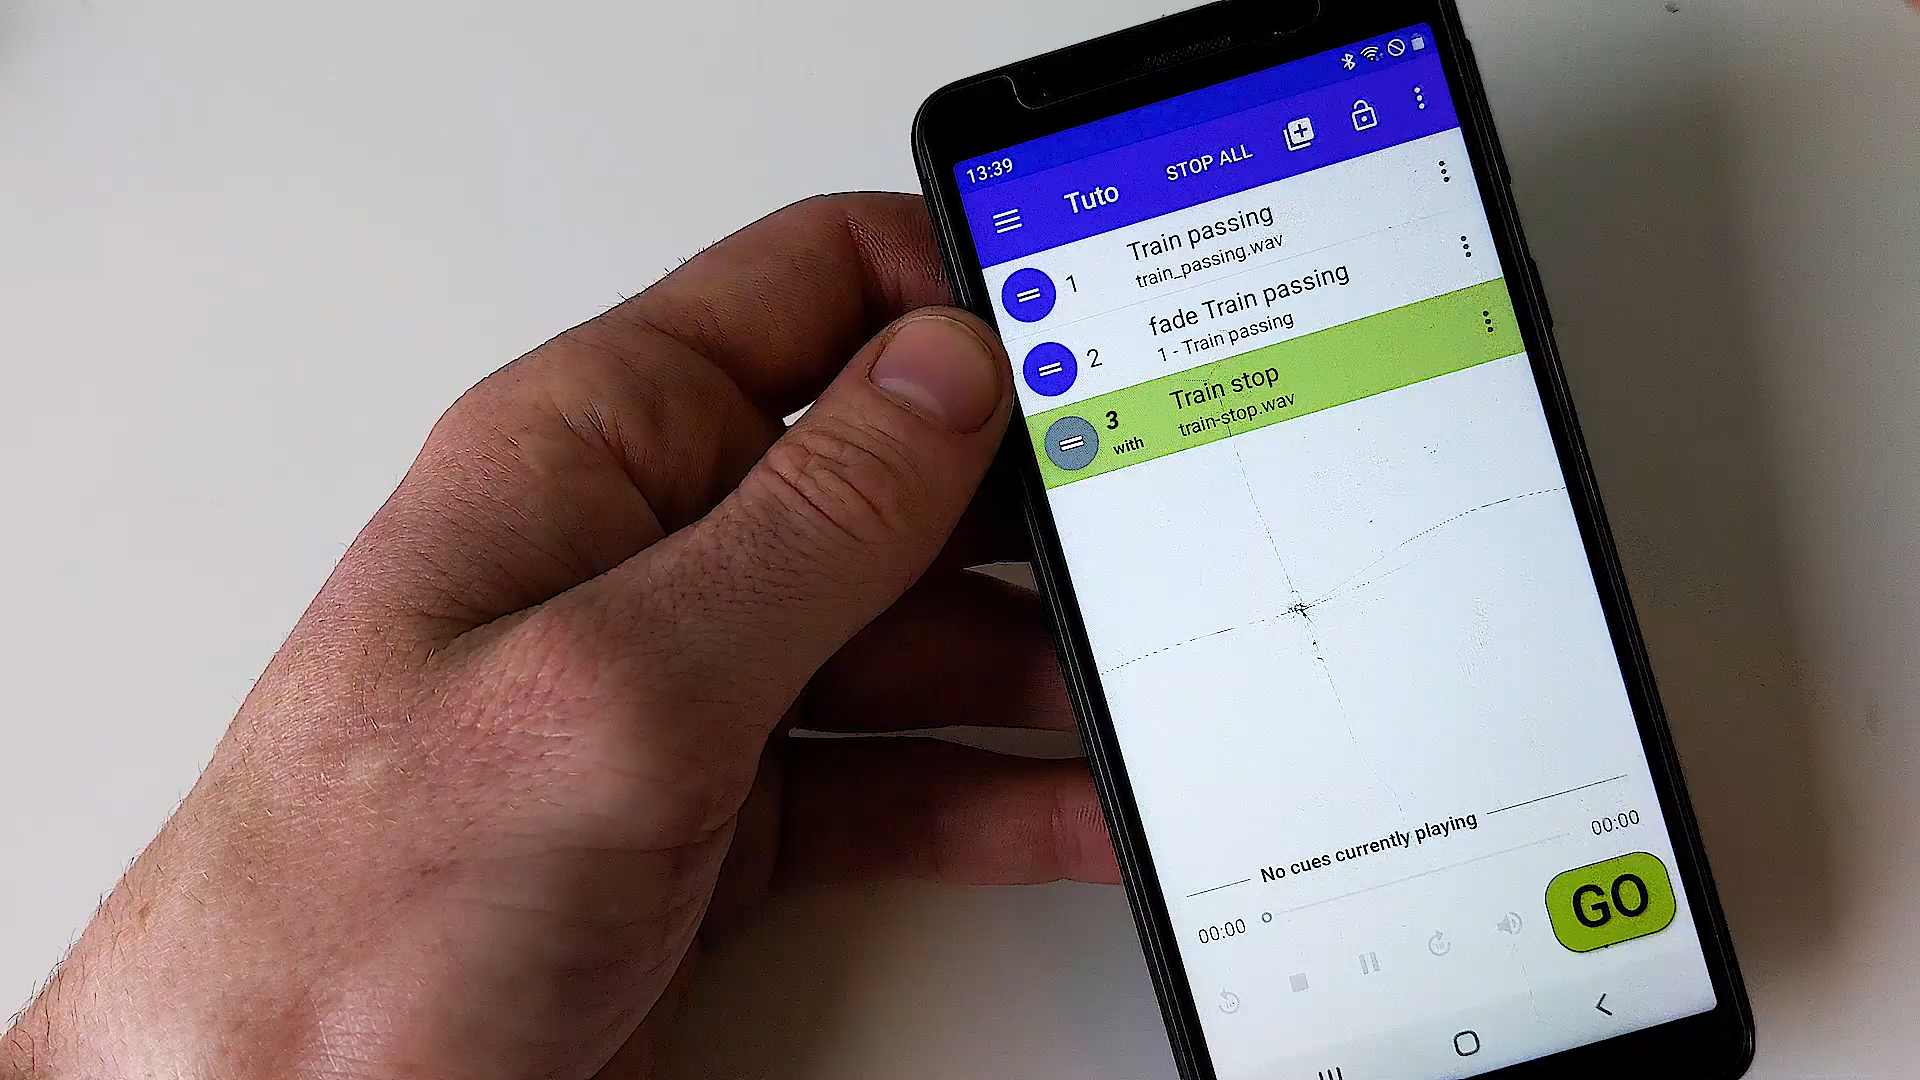 13:39
Tuto
STOP ALL
1
Train passing
train_passing.wav
2
fade Train passing
1 - Train passing
3
with
Train stop
train-stop.wav
No cues currently playing
00:00
00:00
GO